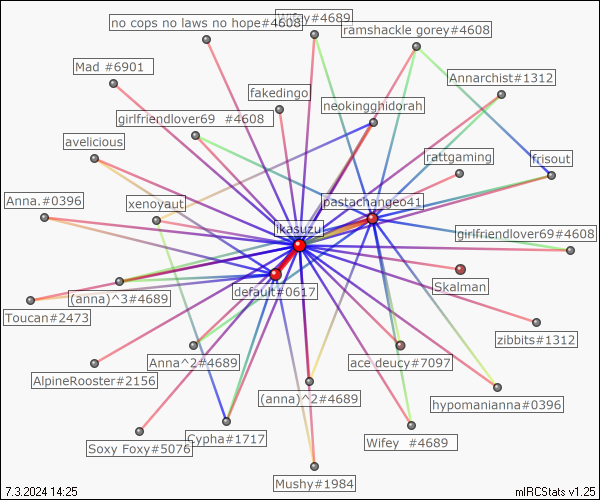 no cops no laws no hope#4608
Wifey#4689
ramshackle gorey#4608
Mad #6901
Annarchist#1312
fakedingo
neokingghidorah
girlfriendlover69 #4608
avelicious
rattgaming
frisout
Anna.#0396
xenoyaut
pastachangeo41
ikasuzu
girlfriendlover69#4608
Skalman
default#0617
(anna)^3#4689
Toucan#2473
zibbits#1312
Anna^2#4689
ace deucy#7097
AlpineRooster#2156
(anna)^2#4689
hypomanianna#0396
Soxy Foxy#5076
Cypha#1717
Wifey #4689
Mushy#1984
7.3.2024 14:25
mIRCStats v1.25